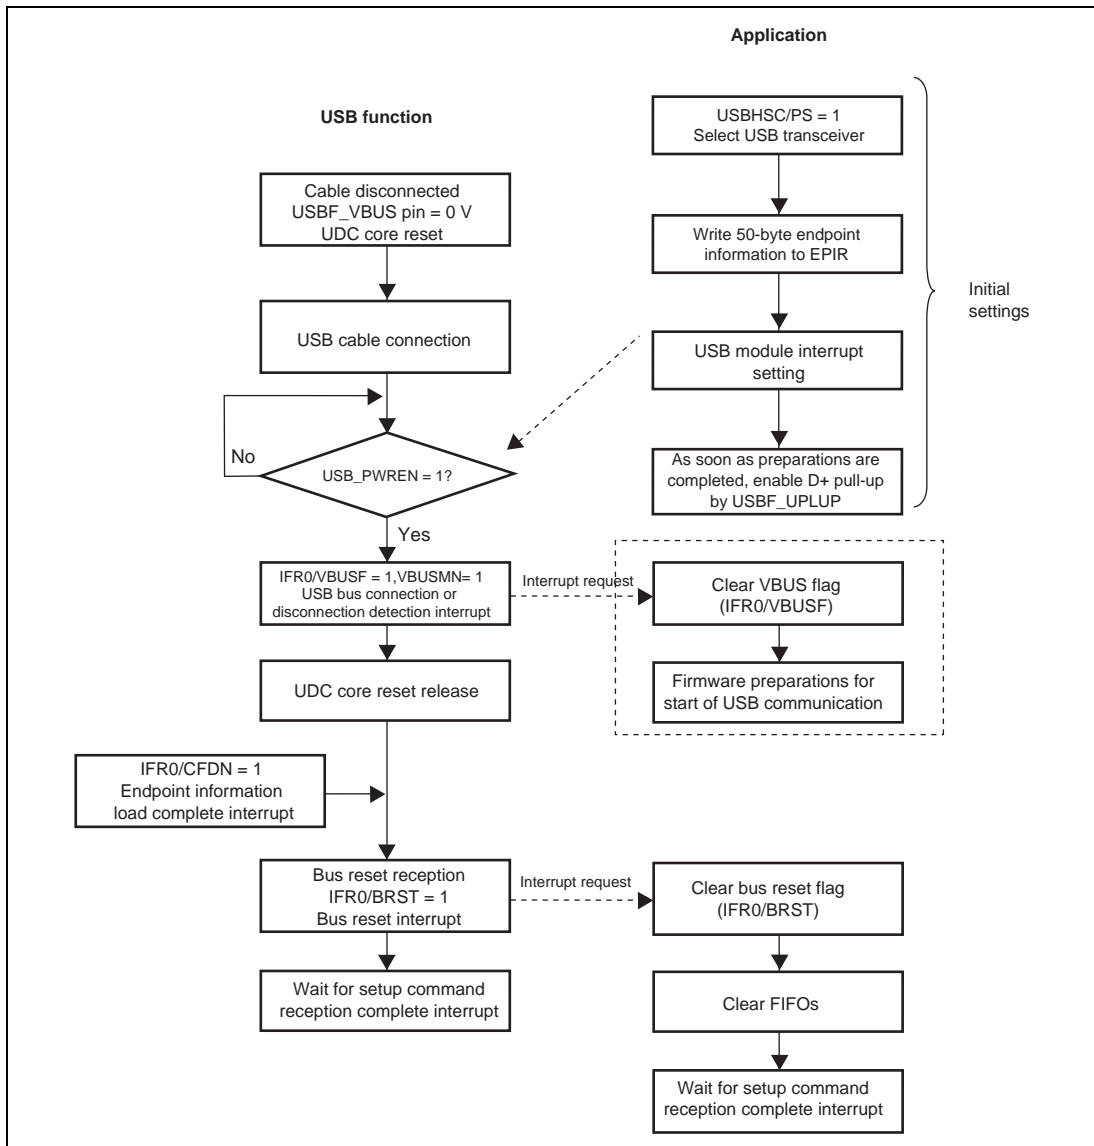 Application
USB function
USBHSC/PS = 1
Select USB transceiver
Cable disconnected
USBF_VBUS pin = 0 V
UDC core reset
Write 50-byte endpoint
information to EPIR
Initial
settings
USB cable connection
USB module interrupt
setting
No
USB_PWREN = 1?
As soon as preparations are
completed, enable D+ pull-up
by USBF_UPLUP
Yes
IFR0/VBUSF = 1,VBUSMN= 1
USB bus connection or
disconnection detection interrupt
Interrupt request
Clear VBUS flag
(IFR0/VBUSF)
UDC core reset release
Firmware preparations for
start of USB communication
IFR0/CFDN = 1
Endpoint information
load complete interrupt
Bus reset reception
IFR0/BRST = 1
Bus reset interrupt
Interrupt request
Clear bus reset flag
(IFR0/BRST)
Wait for setup command
reception complete interrupt
Clear FIFOs
Wait for setup command
reception complete interrupt